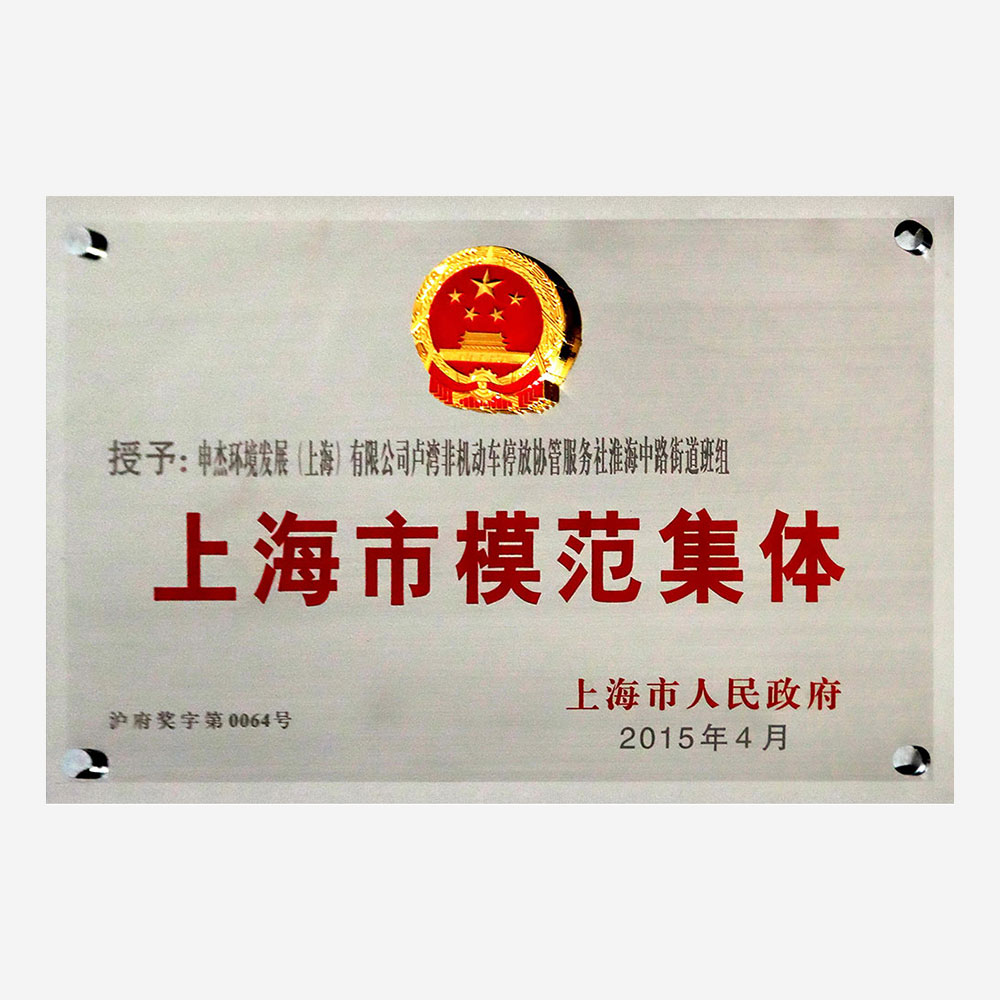 授予: 申杰环境发展（上海）有限公司卢湾非机动车停放协管服务社淮海中路街道班组
上海市模范集体
上海市人民政府
沪府奖字第0064号
2015年4月